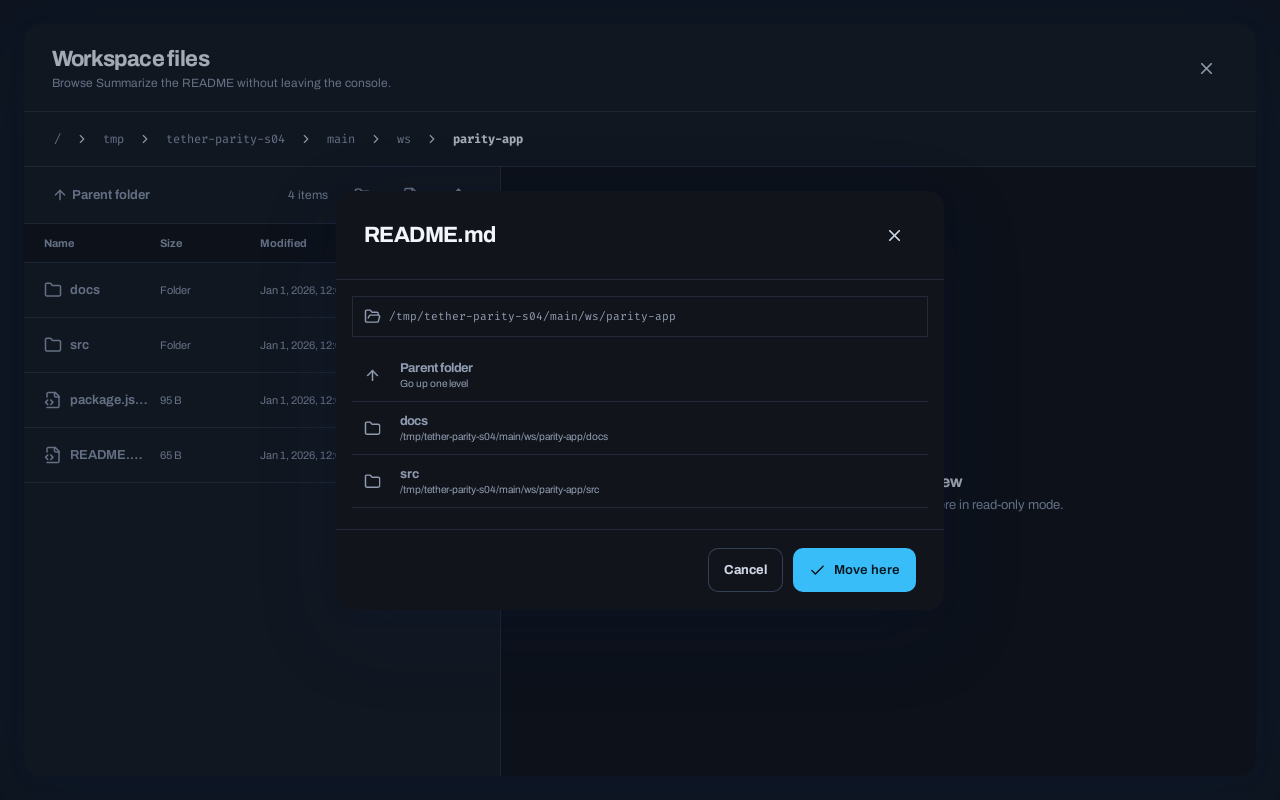 Workspace files
Browse Summarize the README without leaving the console.
/ tmp tether-parity-s04 main ws parity-app
Parent folder 4 items
Name Size Modified
docs Folder Jan 1, 2026, 12:
src Folder Jan 1, 2026, 12:
package.js... 95 B Jan 1, 2026, 12:
README.... 65 B Jan 1, 2026, 12:
README.md
/tmp/tether-parity-s04/main/ws/parity-app
Parent folder
Go up one level
docs
/tmp/tether-parity-s04/main/ws/parity-app/docs
src
/tmp/tether-parity-s04/main/ws/parity-app/src
Cancel Move here
in read-only mode.